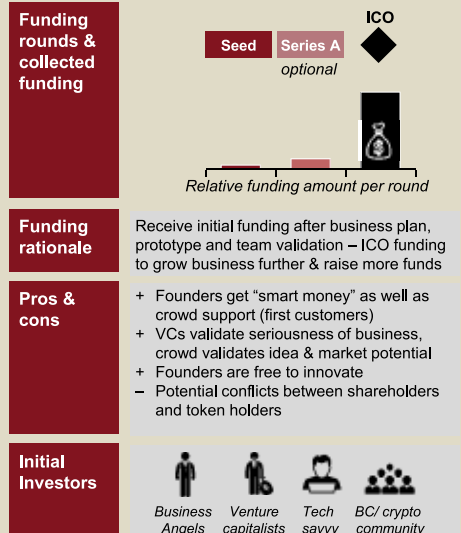 Funding
rounds &
collected
funding
ICO
Seed
Series A
optional
Relative funding amount per round
Funding
rationale
Receive initial funding after business plan,
prototype and team validation – ICO funding
to grow business further & raise more funds
Pros &
cons
+ Founders get “smart money” as well as
crowd support (first customers)
+ VCs validate seriousness of business,
crowd validates idea & market potential
+ Founders are free to innovate
– Potential conflicts between shareholders
and token holders
Initial
Investors
Business
Angels
Venture
capitalists
Tech
savvy
BC/ crypto
community